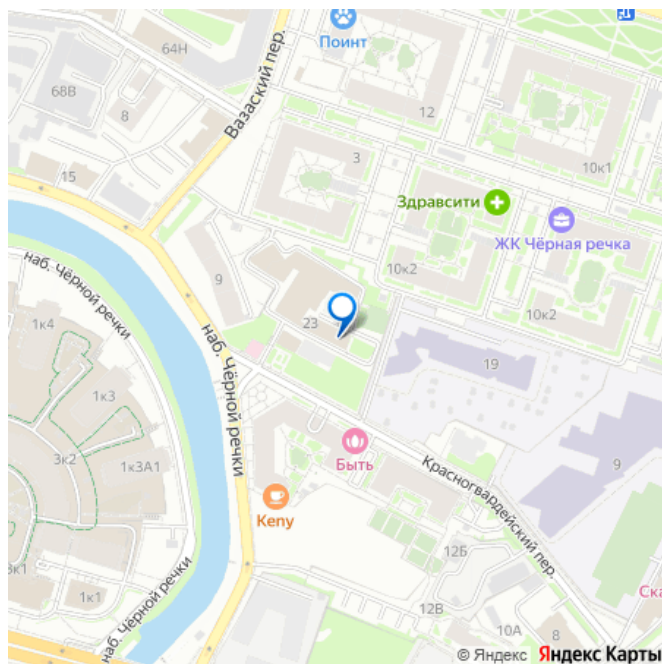 64Н
Поинт
Вазаский пер.
68В
8
12
15
3
10к1
Здравсити
ЖК Чёрная речка
наб. Чёрной речки
9
10к2
10к2
1к4
23
наб. Чёрной речки
19
1к3
3к2
1к3А1
Быть
Красногвардейский пер.
9
Keny
12Б
1к1
наб. Чёрной речки
12В
10А
8
Ска
© Яндекс Яндекс Карты